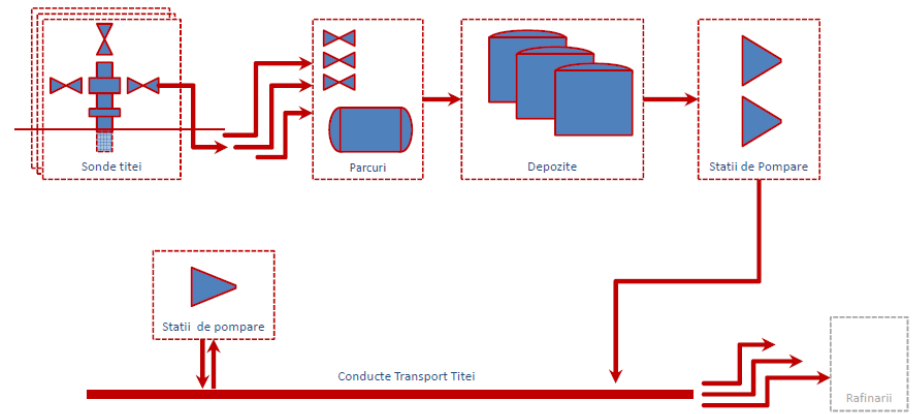 Sonde titei
Parcuri
Depozite
Statii de Pompare
Statii de pompare
Conducte Transport Titei
Rafinarii